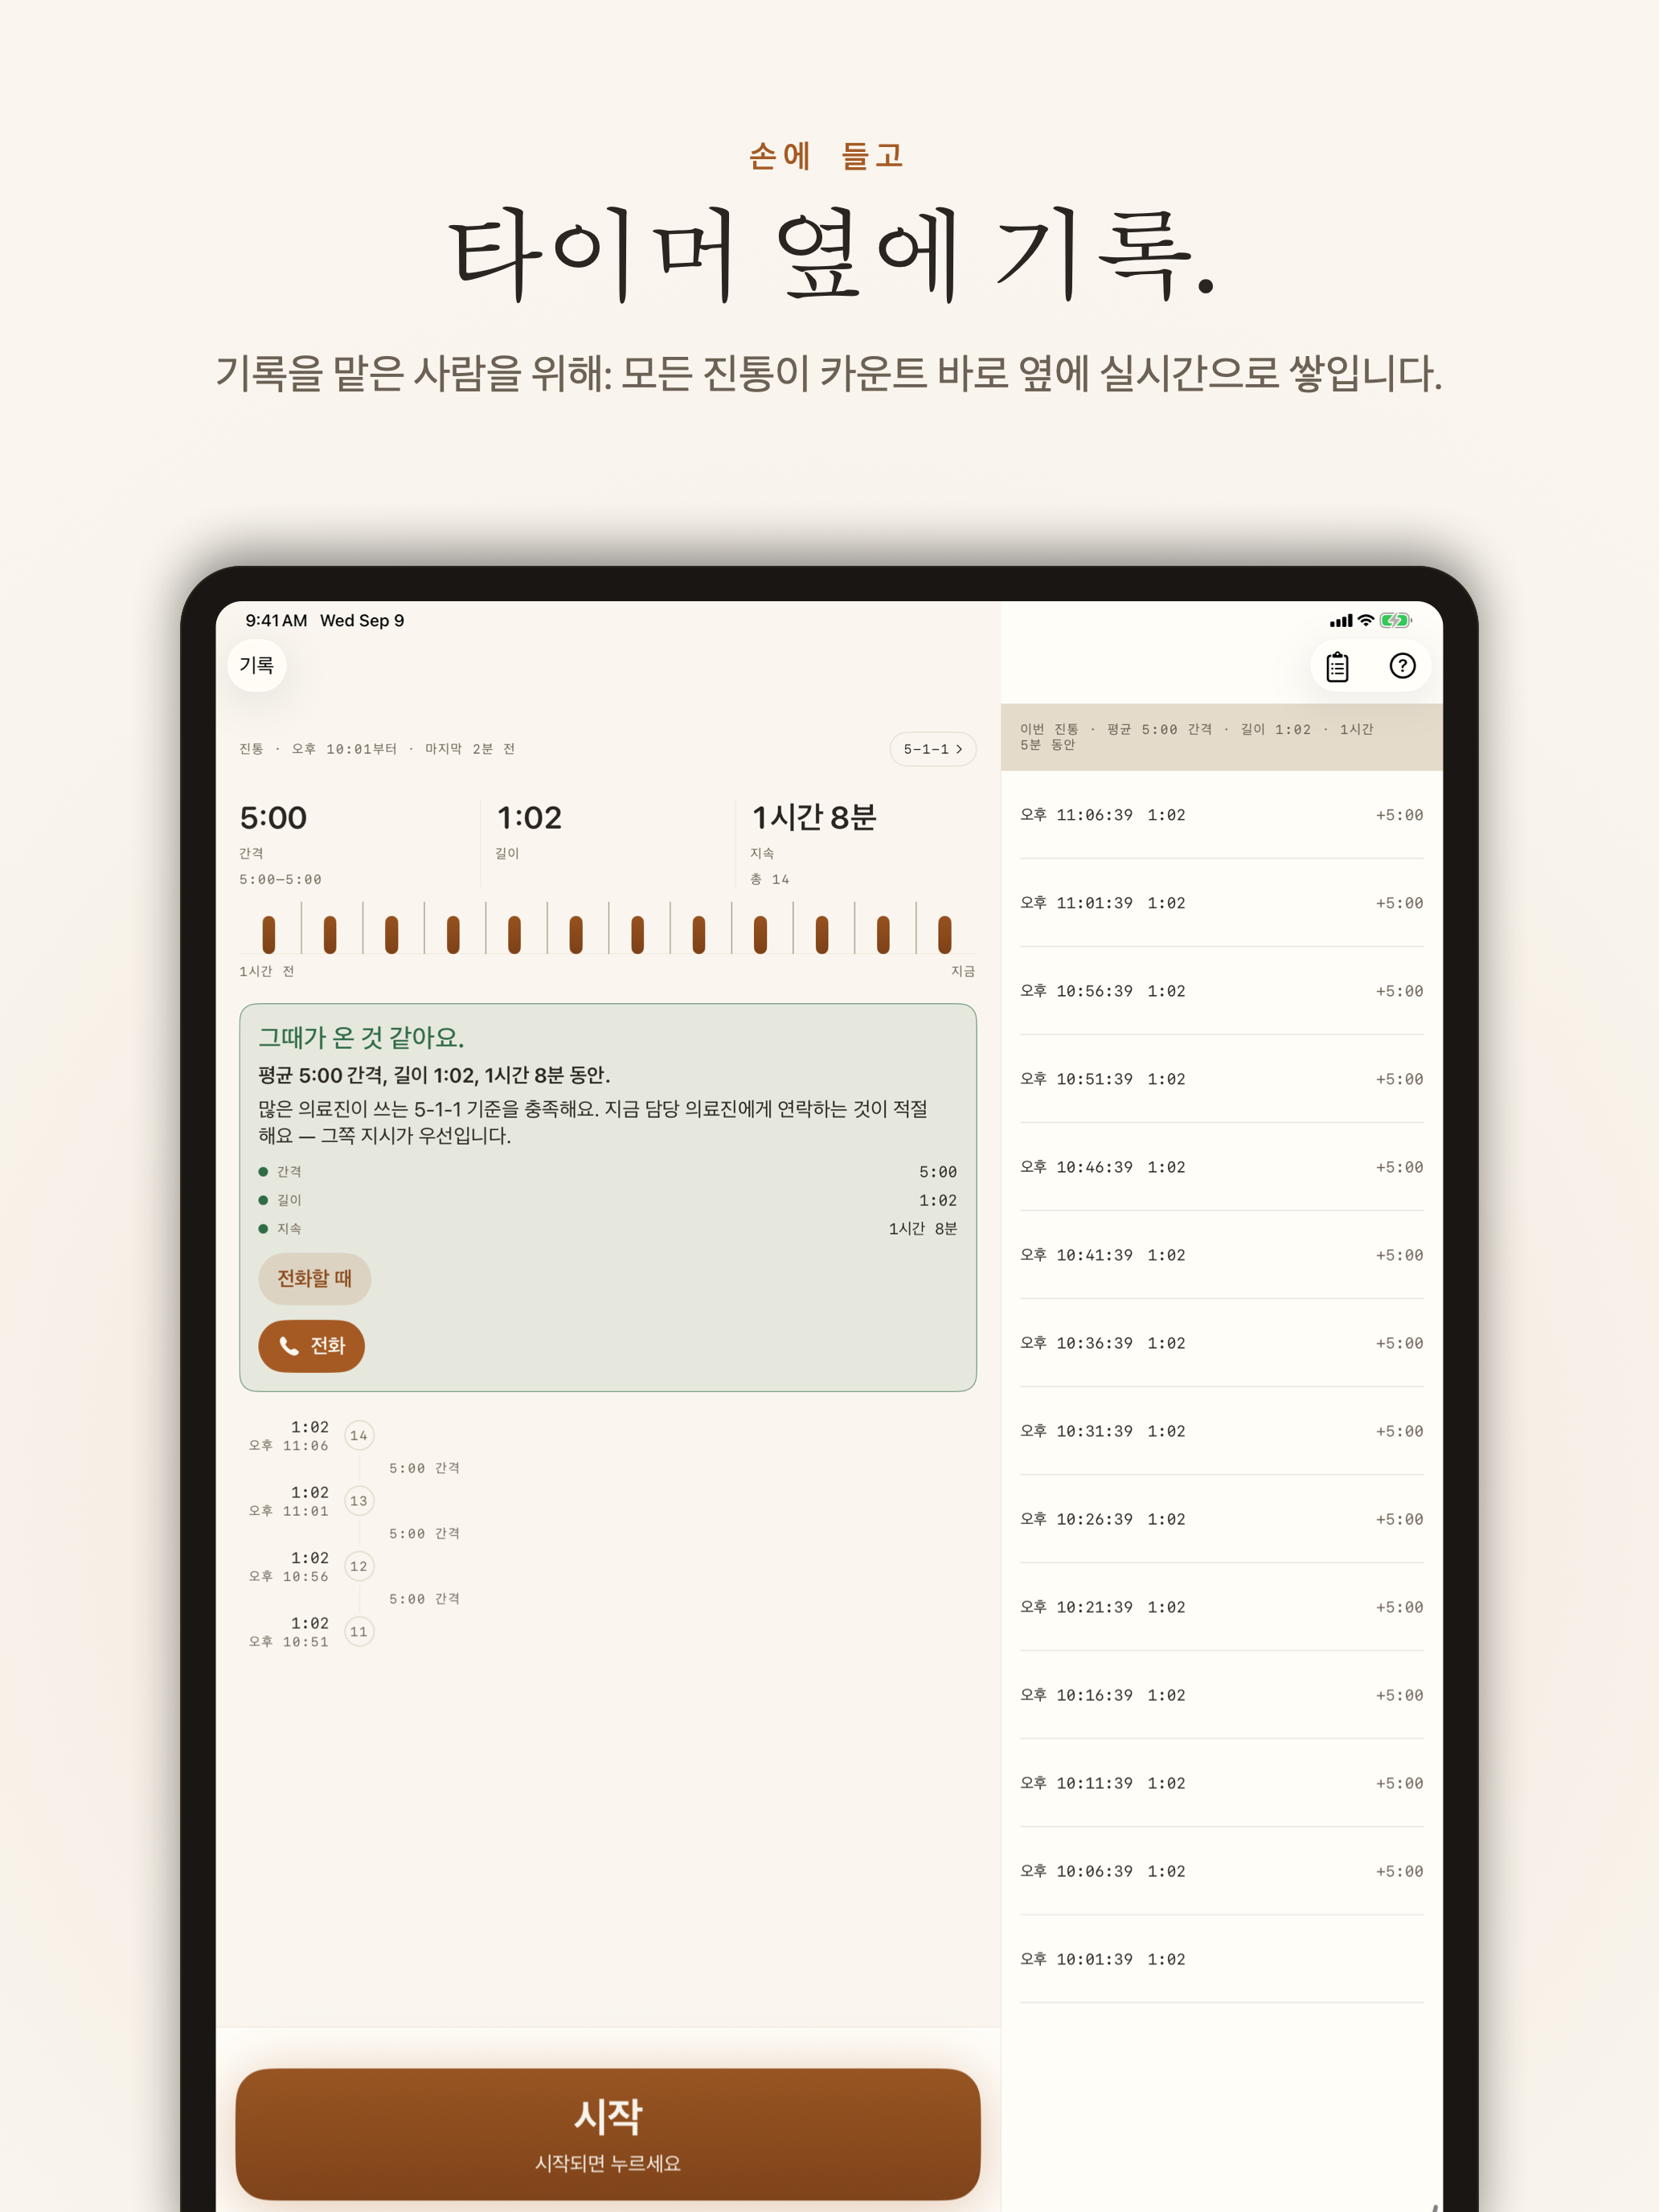 손에 들고
타이머 옆에 기록.
기록을 맡은 사람을 위해: 모든 진통이 카운트 바로 옆에 실시간으로 쌓입니다.
9:41 AM Wed Sep 9
기록
진통 · 오후 10:01부터 · 마지막 2분 전
5-1-1
5:00
간격
5:00–5:00
1:02
길이
1시간 8분
지속
총 14
1시간 전
지금
그때가 온 것 같아요.
평균 5:00 간격, 길이 1:02, 1시간 8분 동안.
많은 의료진이 쓰는 5-1-1 기준을 충족해요. 지금 담당 의료진에게 연락하는 것이 적절
해요 — 그쪽 지시가 우선입니다.
간격 5:00
길이 1:02
지속 1시간 8분
전화할 때
전화
1:02
오후 11:06
14
5:00 간격
1:02
오후 11:01
13
5:00 간격
1:02
오후 10:56
12
5:00 간격
1:02
오후 10:51
11
시작
시작되면 누르세요
?
이번 진통 · 평균 5:00 간격 · 길이 1:02 · 1시간
5분 동안
오후 11:06:39 1:02 +5:00
오후 11:01:39 1:02 +5:00
오후 10:56:39 1:02 +5:00
오후 10:51:39 1:02 +5:00
오후 10:46:39 1:02 +5:00
오후 10:41:39 1:02 +5:00
오후 10:36:39 1:02 +5:00
오후 10:31:39 1:02 +5:00
오후 10:26:39 1:02 +5:00
오후 10:21:39 1:02 +5:00
오후 10:16:39 1:02 +5:00
오후 10:11:39 1:02 +5:00
오후 10:06:39 1:02 +5:00
오후 10:01:39 1:02